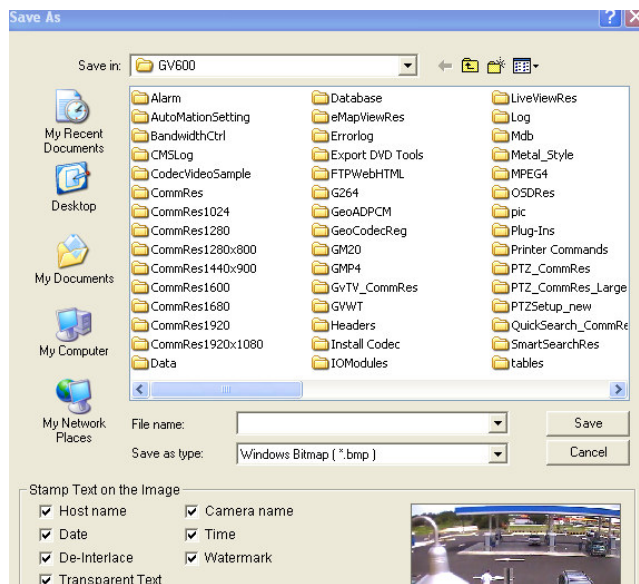 Save As
Save in: GV600
My Recent Documents
Desktop
My Documents
My Computer
My Network Places
Alarm
AutoMationSetting
BandwidthCtrl
CMSLog
CodecVideoSample
CommRes
CommRes1024
CommRes1280
CommRes1280x800
CommRes1440x900
CommRes1600
CommRes1680
CommRes1920
CommRes1920x1080
Data
Database
eMapViewRes
Errorlog
Export DVD Tools
FTPWebHTML
G264
GeoADPCM
GeoCodecReg
GM20
GMP4
GvTV_CommRes
GVWT
Headers
Install Codec
IOModules
LiveViewRes
Log
Mdb
Metal_Style
MPEG4
OSDRes
pic
Plug-Ins
Printer Commands
PTZ_CommRes
PTZ_CommRes_Large
PTZSetup_new
QuickSearch_CommRe
SmartSearchRes
tables
File name:
Save
Save as type: Windows Bitmap ( *.bmp )
Cancel
Stamp Text on the Image
Host name
Camera name
Date
Time
De-Interlace
Watermark
Transparent Text